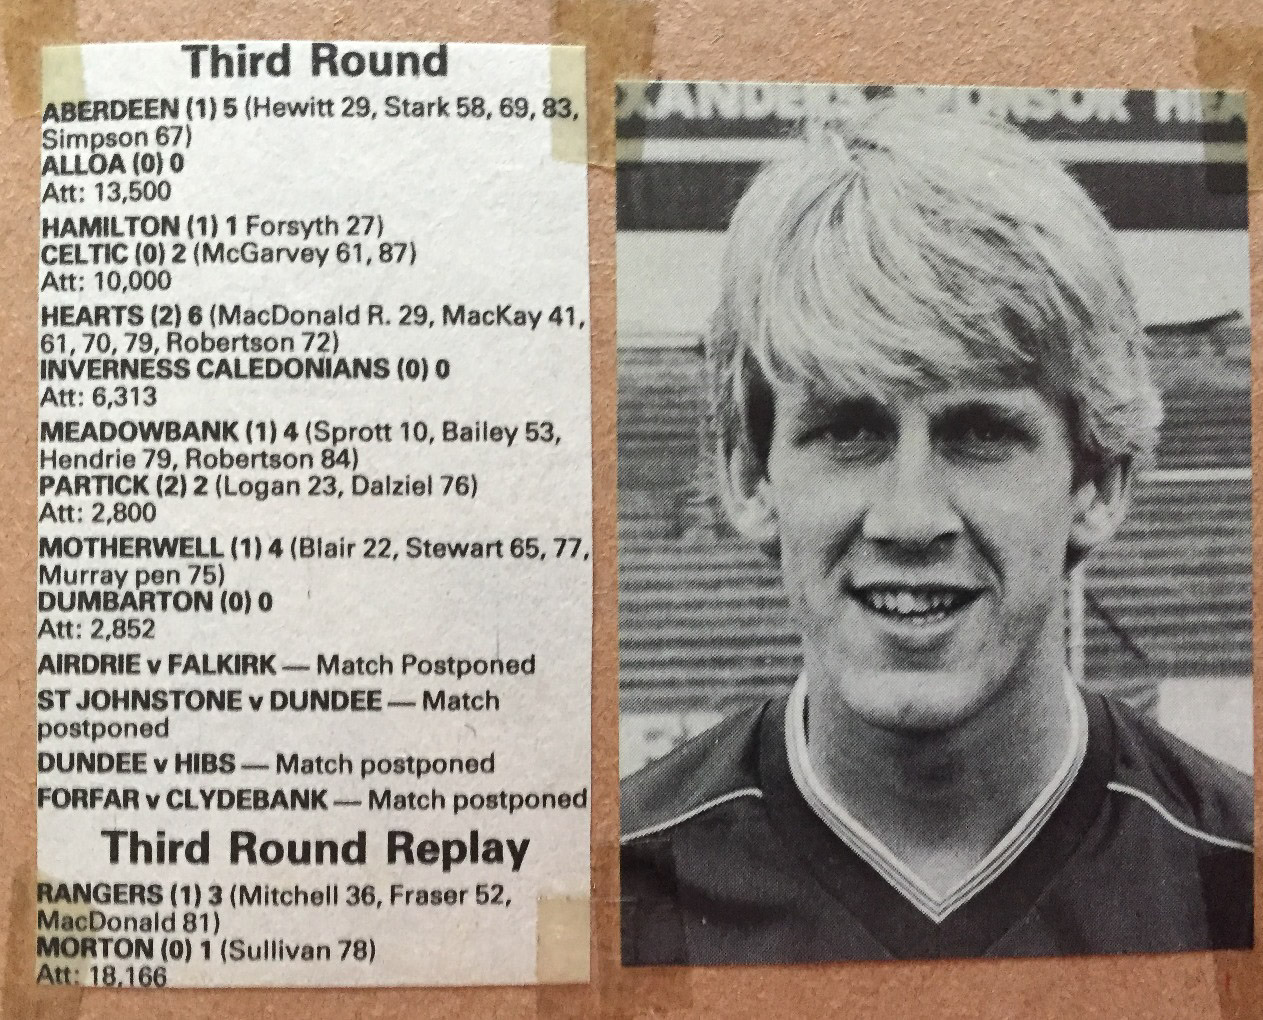 Third Round
ABERDEEN (1) 5 (Hewitt 29, Stark 58, 69, 83,
Simpson 67)
ALLOA (0) 0
Att: 13,500
HAMILTON (1) 1 Forsyth 27)
CELTIC (0) 2 (McGarvey 61, 87)
Att: 10,000
HEARTS (2) 6 (MacDonald R. 29, MacKay 41,
61, 70, 79, Robertson 72)
INVERNESS CALEDONIANS (0) 0
Att: 6,313
MEADOWBANK (1) 4 (Sprott 10, Bailey 53,
Hendrie 79, Robertson 84)
PARTICK (2) 2 (Logan 23, Dalziel 76)
Att: 2,800
MOTHERWELL (1) 4 (Blair 22, Stewart 65, 77,
Murray pen 75)
DUMBARTON (0) 0
Att: 2,852
AIRDRIE v FALKIRK — Match Postponed
ST JOHNSTONE v DUNDEE — Match
postponed
DUNDEE v HIBS — Match postponed
FORFAR v CLYDEBANK — Match postponed
Third Round Replay
RANGERS (1) 3 (Mitchell 36, Fraser 52,
MacDonald 81)
MORTON (0) 1 (Sullivan 78)
Att: 18,166